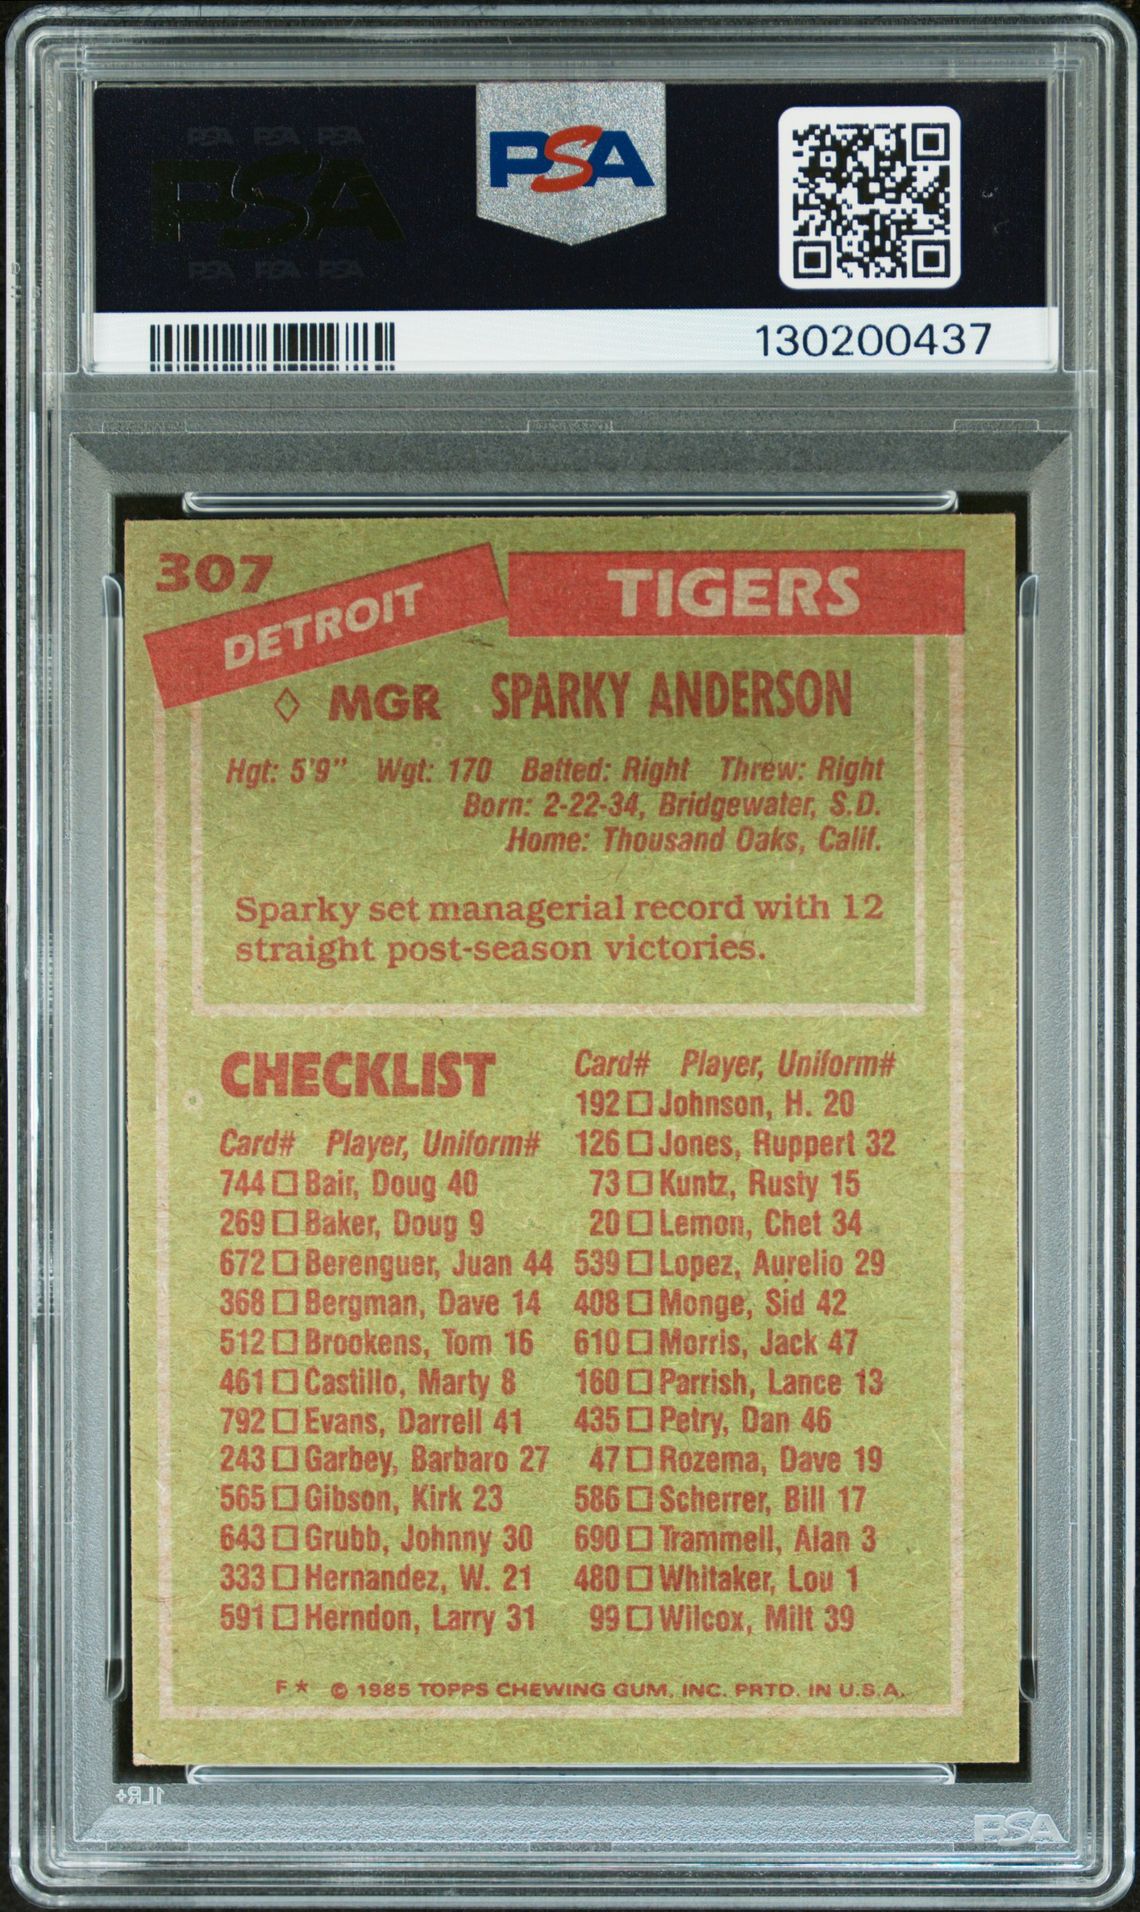 PSA PSA PSA
PSA
PSA PSA PSA
PSA
130200437
307
DETROIT
TIGERS
MGR SPARKY ANDERSON
Hgt: 5'9" Wgt: 170 Batted: Right Threw: Right
Born: 2-22-34, Bridgewater, S.D.
Home: Thousand Oaks, Calif.
Sparky set managerial record with 12
straight post-season victories.
CHECKLIST
Card# Player, Uniform#
744 □ Bair, Doug 40
269 □ Baker, Doug 9
672 □ Berenguer, Juan 44
368 □ Bergman, Dave 14
512 □ Brookens, Tom 16
461 □ Castillo, Marty 8
792 □ Evans, Darrell 41
243 □ Garbey, Barbaro 27
565 □ Gibson, Kirk 23
643 □ Grubb, Johnny 30
333 □ Hernandez, W. 21
591 □ Herndon, Larry 31
Card# Player, Uniform#
192 □ Johnson, H. 20
126 □ Jones, Ruppert 32
73 □ Kuntz, Rusty 15
20 □ Lemon, Chet 34
539 □ Lopez, Aurelio 29
408 □ Monge, Sid 42
610 □ Morris, Jack 47
160 □ Parrish, Lance 13
435 □ Petry, Dan 46
47 □ Rozema, Dave 19
586 □ Scherrer, Bill 17
690 □ Trammell, Alan 3
480 □ Whitaker, Lou 1
99 □ Wilcox, Milt 39
F★ © 1985 TOPPS CHEWING GUM, INC. PRTD. IN U.S.A.
1LR+
PSA